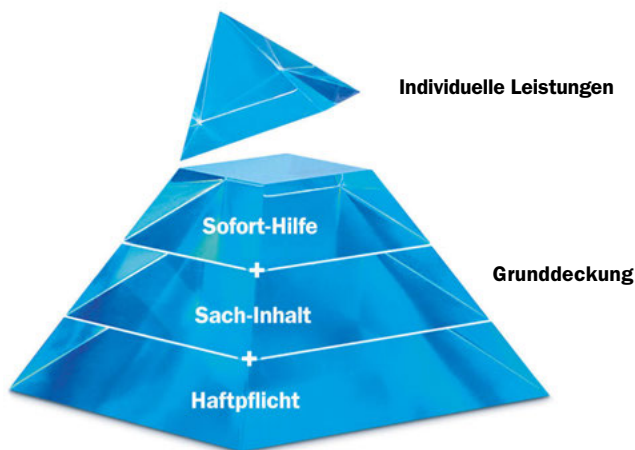 Individuelle Leistungen
Sofort-Hilfe
+
Grunddeckung
Sach-Inhalt
+
Haftpflicht